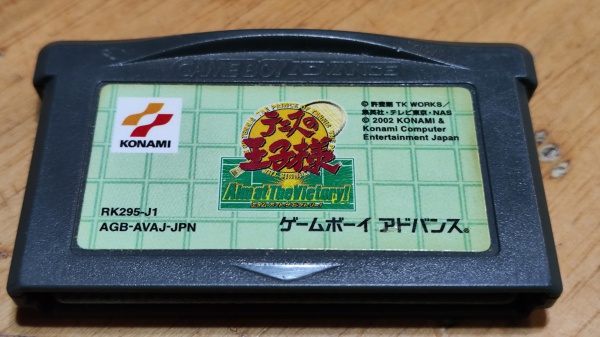 GAME BOY ADVANCE
KONAMI
テニスの
王子様
Aim at The Victory!
© 許斐剛 TK WORKS/
集英社・テレビ東京・NAS
© 2002 KONAMI &
Konami Computer
Entertainment Japan
RK295-J1
AGB-AVAJ-JPN
ゲームボーイ アドバンス